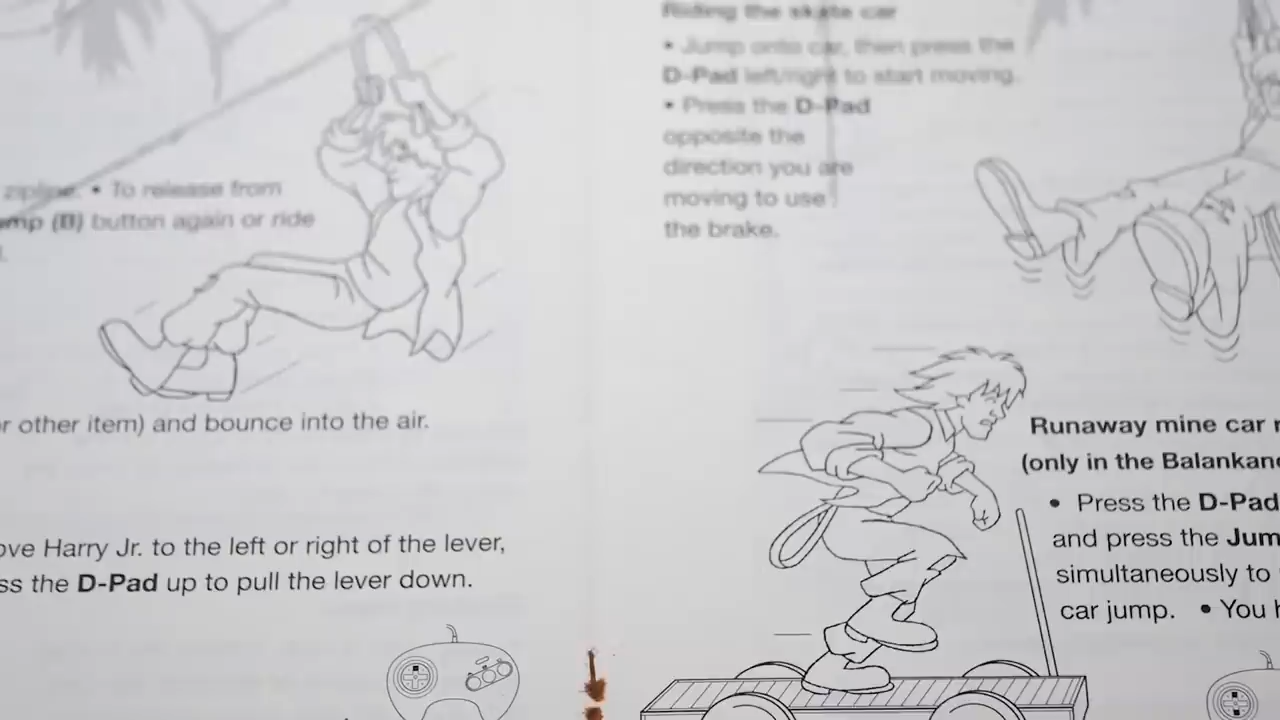 zipline. • To release from
mp (B) button again or ride
r other item) and bounce into the air.
ove Harry Jr. to the left or right of the lever,
ss the D-Pad up to pull the lever down.
Riding the skate car
• Jump onto car, then press the
D-Pad left/right to start moving.
• Press the D-Pad
opposite the
direction you are
moving to use
the brake.
Runaway mine car r
(only in the Balankan
• Press the D-Pad
and press the Jum
simultaneously to
car jump. • You h